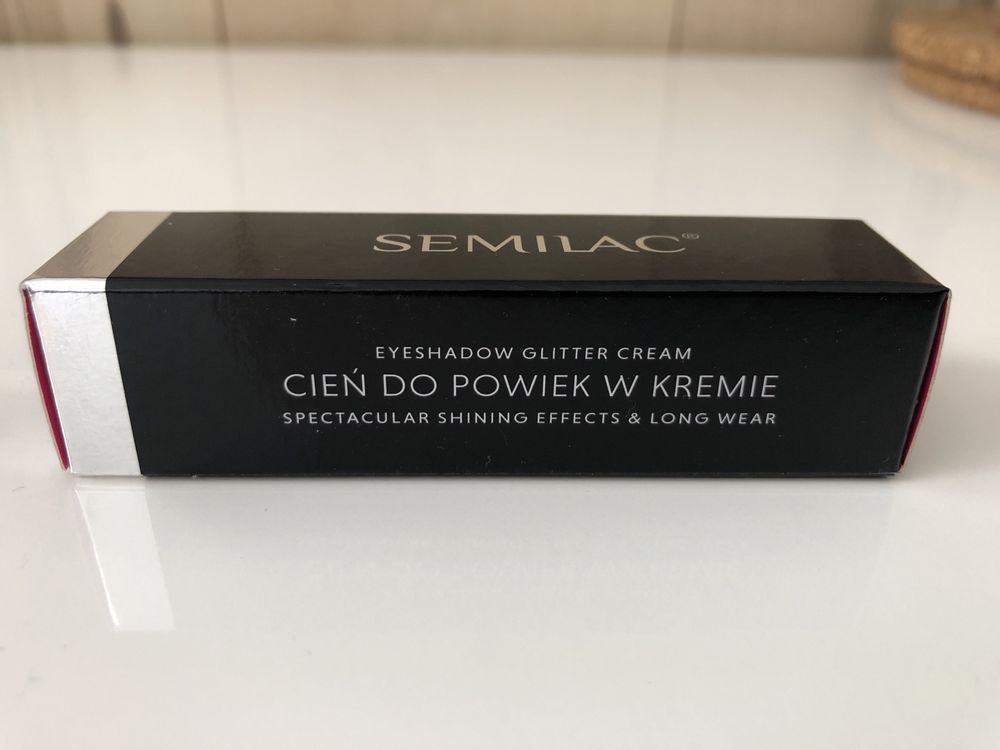 SEMILAC®
EYESHADOW GLITTER CREAM
CIEŃ DO POWIEK W KREMIE
SPECTACULAR SHINING EFFECTS & LONG WEAR